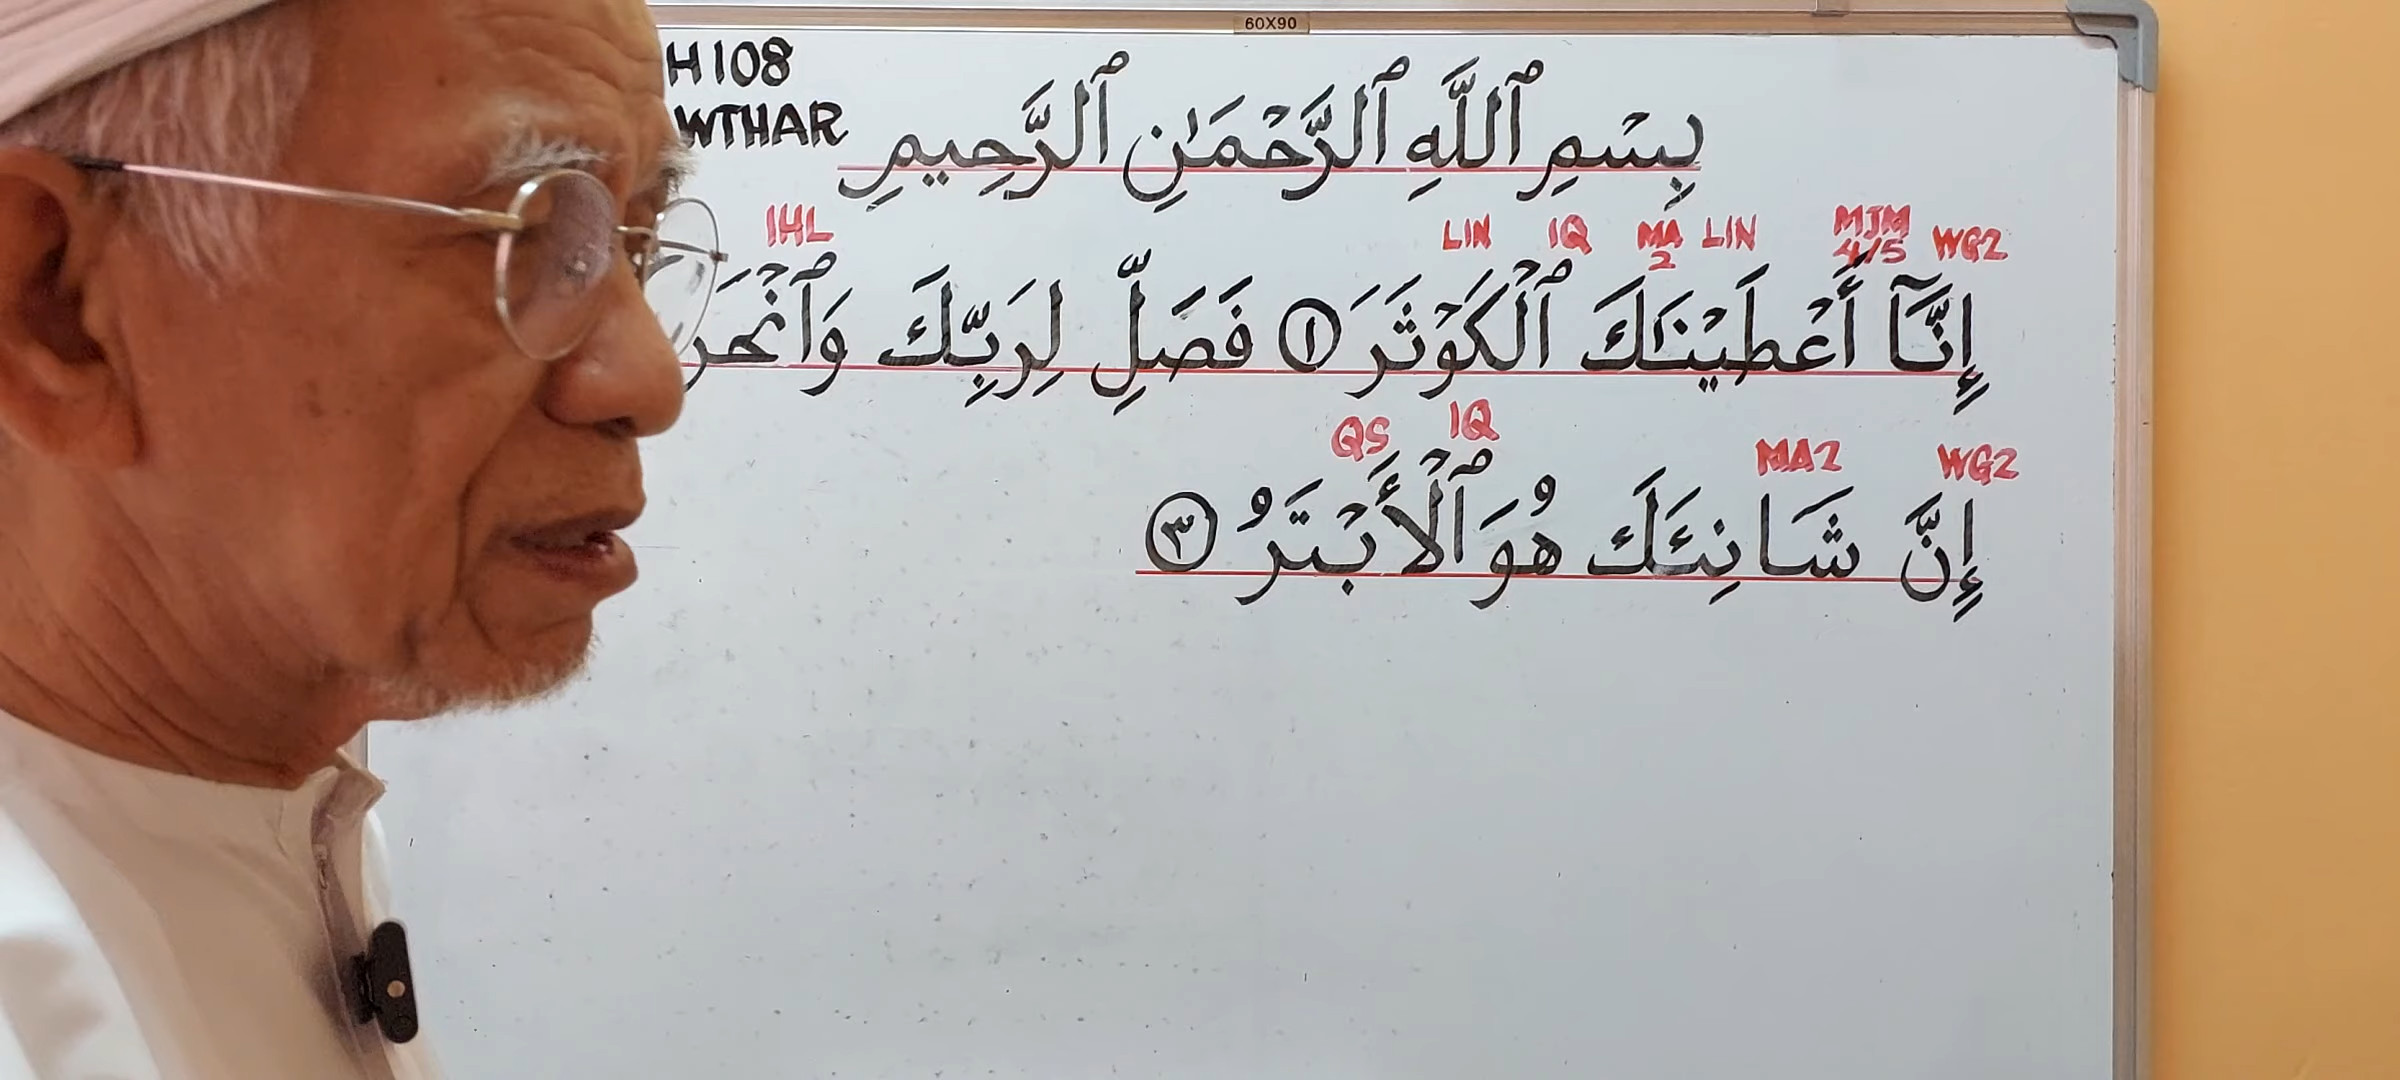 60X90
H 108
WTHAR
بِسْمِ ٱللَّهِ ٱلرَّحْمَـٰنِ ٱلرَّحِيمِ
IHL LIN IQ MA 2 LIN MJM 4/5 WG2
إِنَّآ أَعْطَيْنَـٰكَ ٱلْكَوْثَرَ ١ فَصَلِّ لِرَبِّكَ وَٱنْحَرْ
QS IQ MA2 WG2
إِنَّ شَانِئَكَ هُوَ ٱلْأَبْتَرُ ٣